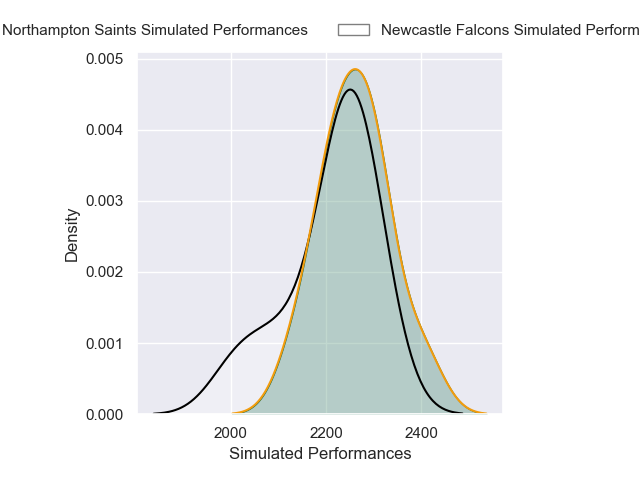 Northampton Saints Simulated Performances
Newcastle Falcons Simulated Perform
0.005
0.004
0.003
0.002
0.001
0.000
Density
2000
2200
2400
Simulated Performances